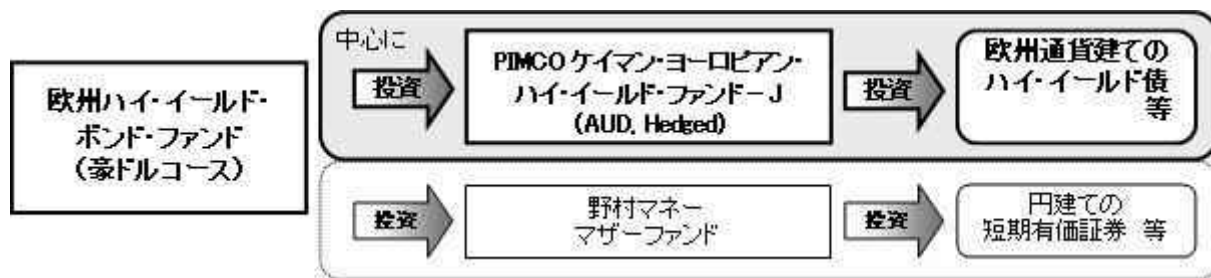 欧州ハイ・イールド・
ボンド・ファンド
（豪ドルコース）
中心に
投資
PIMCO ケイマン・ヨーロピアン・
ハイ・イールド・ファンド－J
(AUD, Hedged)
投資
欧州通貨建ての
ハイ・イールド債
等
投資
野村マネー
マザーファンド
投資
円建ての
短期有価証券 等